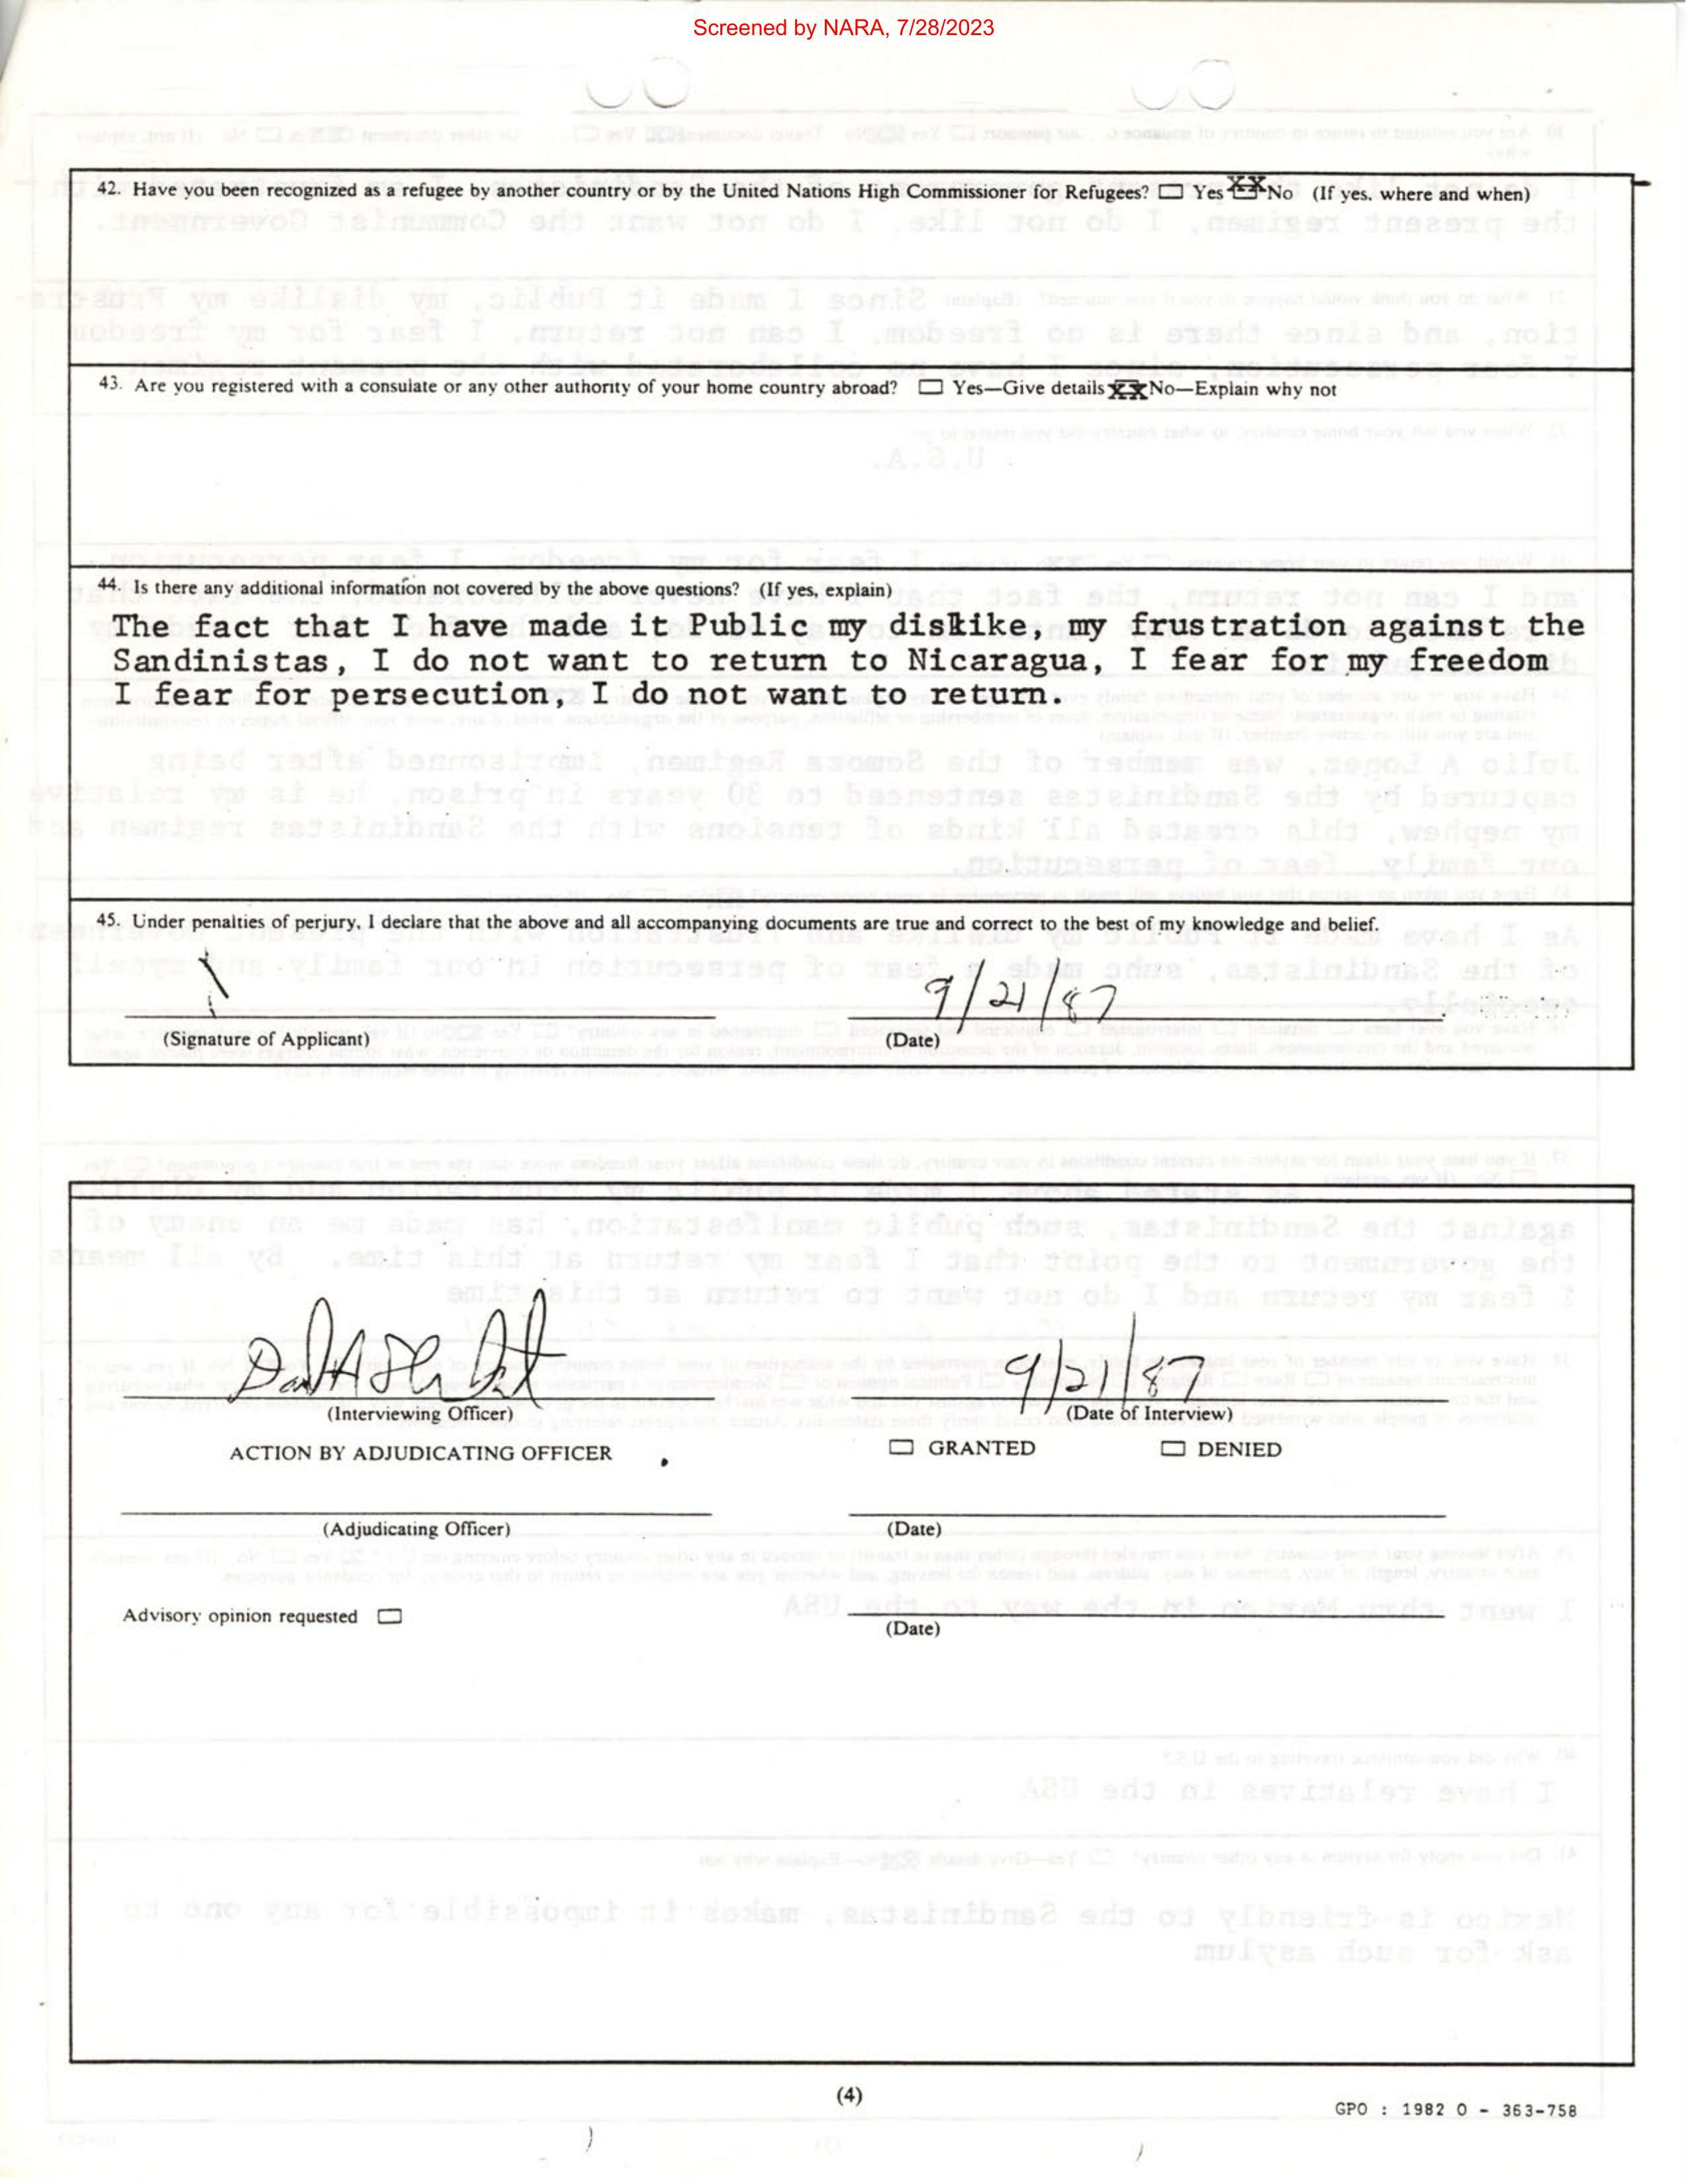 Screened by NARA, 7/28/2023
42. Have you been recognized as a refugee by another country or by the United Nations High Commissioner for Refugees? ☐ Yes XX No (If yes, where and when)
43. Are you registered with a consulate or any other authority of your home country abroad? ☐ Yes—Give details XX No—Explain why not
44. Is there any additional information not covered by the above questions? (If yes, explain)
The fact that I have made it Public my dislike, my frustration against the
Sandinistas, I do not want to return to Nicaragua, I fear for my freedom
I fear for persecution, I do not want to return.
45. Under penalties of perjury, I declare that the above and all accompanying documents are true and correct to the best of my knowledge and belief.
9/21/87
(Signature of Applicant) (Date)
9/21/87
(Interviewing Officer) (Date of Interview)
ACTION BY ADJUDICATING OFFICER ☐ GRANTED ☐ DENIED
(Adjudicating Officer) (Date)
Advisory opinion requested ☐
(Date)
(4)
GPO : 1982 O - 363-758